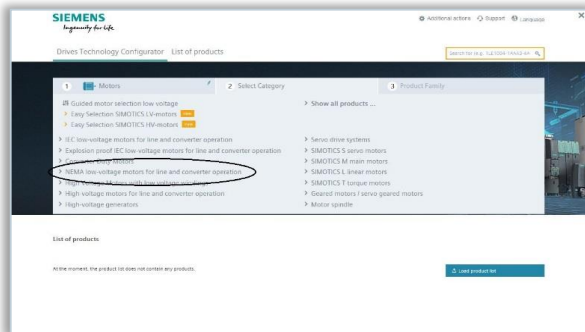 SIEMENS
Ingenuity for life
Additional actions Support Language
Drives Technology Configurator List of products
1 Motors 2 Select Category 3 Product Family
Guided motor selection low voltage
Easy Selection SIMOTICS LV-motors
Easy Selection SIMOTICS HV-motors
IEC low-voltage motors for line and converter operation
Explosion proof IEC low-voltage motors for line and converter operation
Converter Duty Motors
NEMA low-voltage motors for line and converter operation
High Voltage Motors with low voltage windings
High-voltage motors for line and converter operation
High-voltage generators
Show all products ...
Servo drive systems
SIMOTICS S servo motors
SIMOTICS M main motors
SIMOTICS L linear motors
SIMOTICS T torque motors
Geared motors / servo geared motors
Motor spindle
List of products
At the moment, the product list does not contain any products.
Load product list